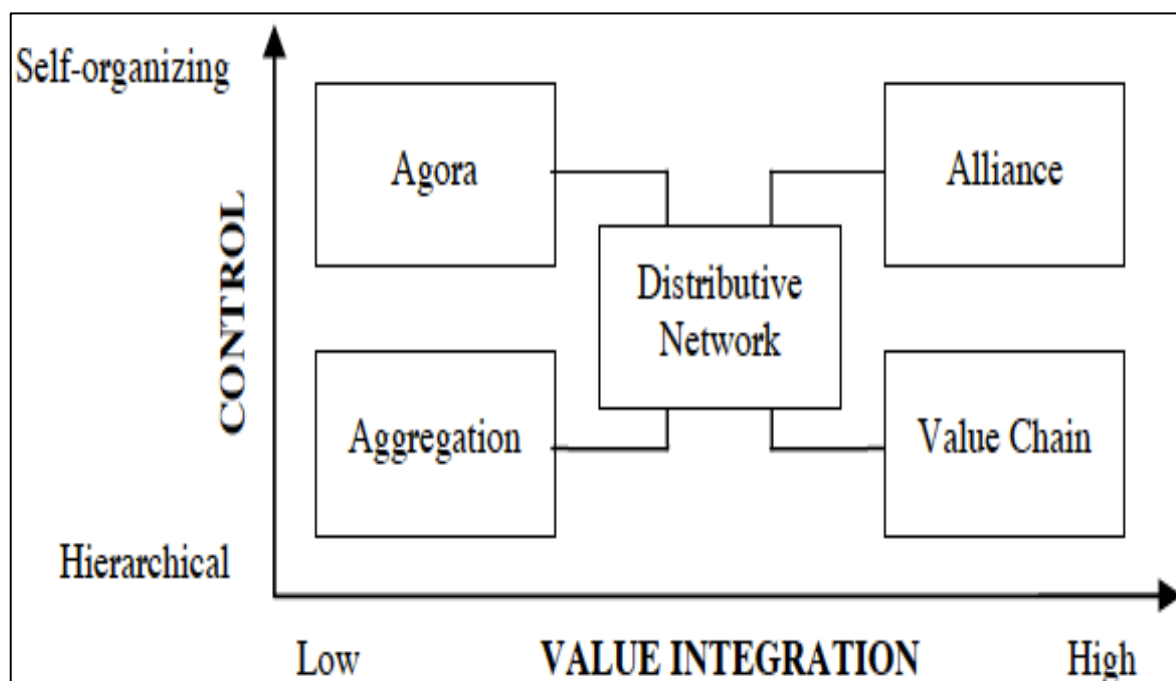 Self-organizing
Agora
Alliance
CONTROL
Distributive
Network
Aggregation
Value Chain
Hierarchical
Low
VALUE INTEGRATION
High